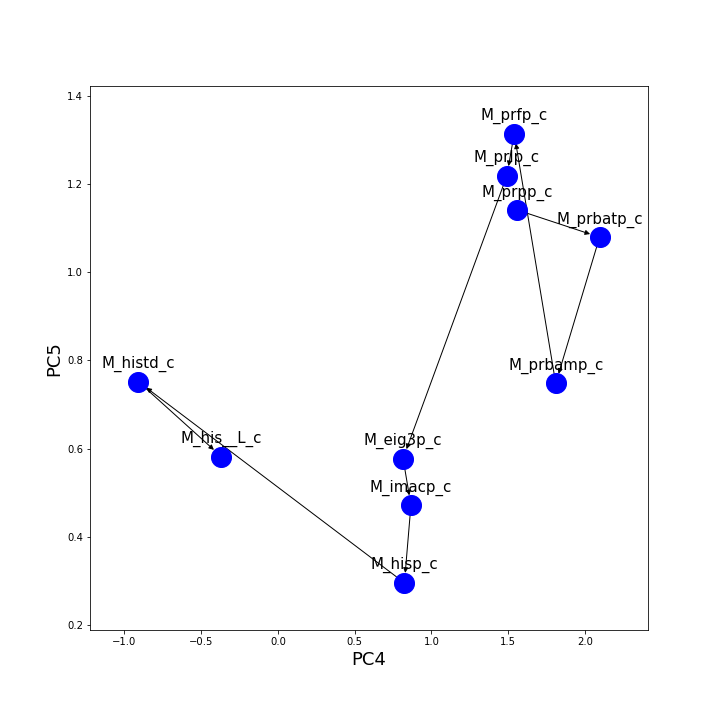 1.4
1.2
1.0
0.8
0.6
0.4
0.2
PC5
M_prfp_c
M_prlp_c
M_prpp_c
M_prbatp_c
M_histd_c
M_prbamp_c
M_his__L_c
M_eig3p_c
M_imacp_c
M_hisp_c
−1.0
−0.5
0.0
0.5
1.0
1.5
2.0
PC4